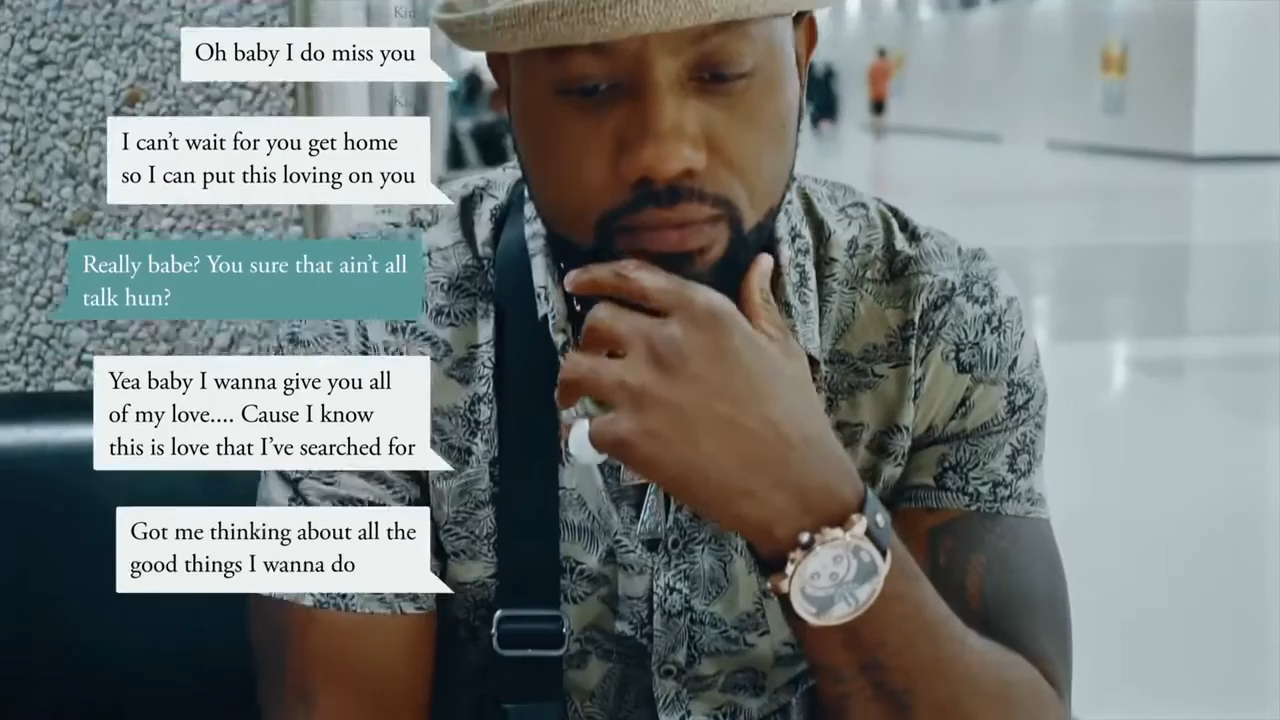 Oh baby I do miss you
I can't wait for you get home
so I can put this loving on you
Really babe? You sure that ain't all
talk hun?
Yea baby I wanna give you all
of my love.... Cause I know
this is love that I've searched for
Got me thinking about all the
good things I wanna do